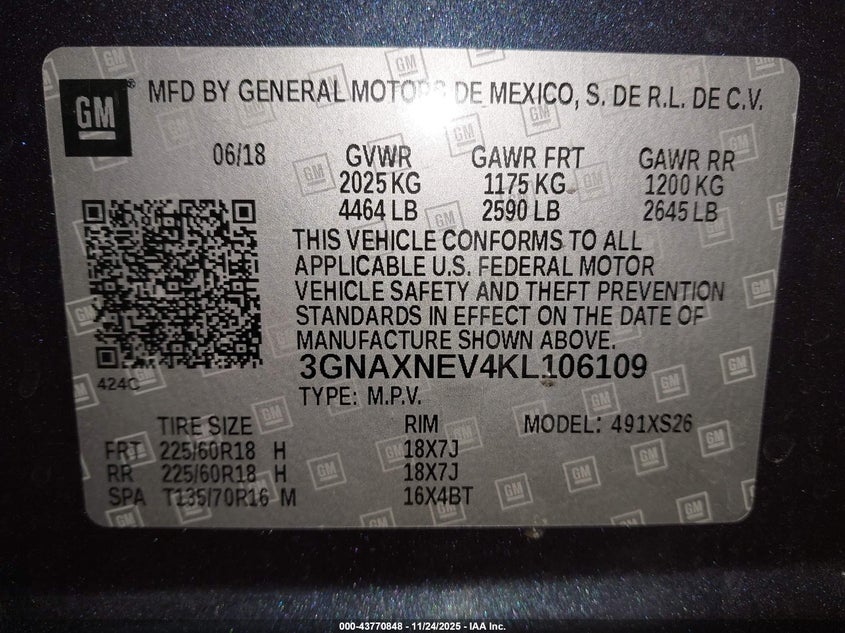 GM ® MFD BY GENERAL MOTORS DE MEXICO, S. DE R.L. DE C.V.
06/18 GVWR GAWR FRT GAWR RR
2025 KG 1175 KG 1200 KG
4464 LB 2590 LB 2645 LB
THIS VEHICLE CONFORMS TO ALL
APPLICABLE U.S. FEDERAL MOTOR
VEHICLE SAFETY AND THEFT PREVENTION
STANDARDS IN EFFECT ON THE DATE OF
MANUFACTURE SHOWN ABOVE.
424C 3GNAXNEV4KL106109
TYPE: M.P.V.
TIRE SIZE RIM MODEL: 491XS26
FRT 225/60R18 H 18X7J
RR 225/60R18 H 18X7J
SPA T135/70R16 M 16X4BT
000-43770848 - 11/24/2025 - IAA Inc.